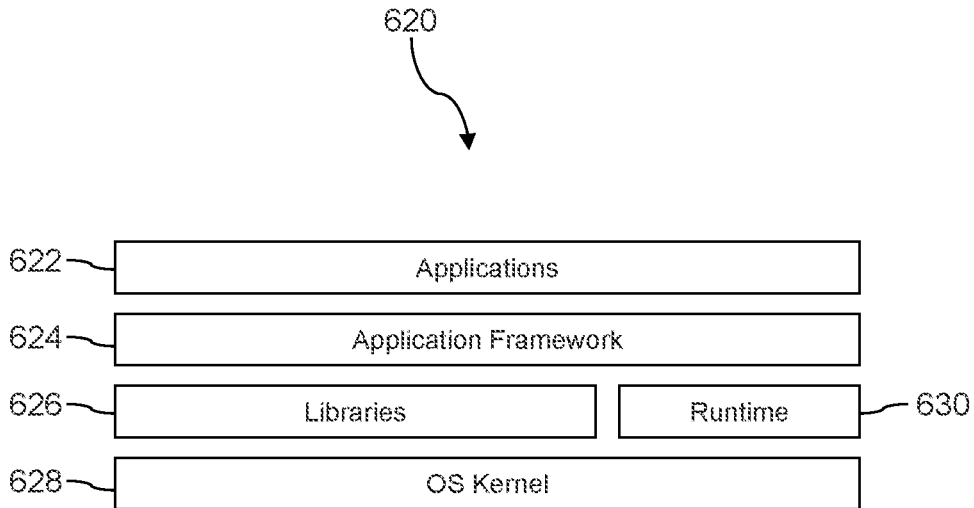 620
622 Applications
624 Application Framework
626 Libraries Runtime 630
628 OS Kernel